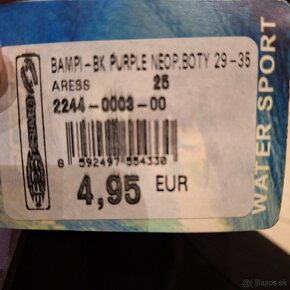 BAMPI-BK PURPLE NEOP.BOTY 29-35
ARESS 25
2244-0003-00
8 592497 554330
4,95 EUR
WATER SPORT
Bazos.sk